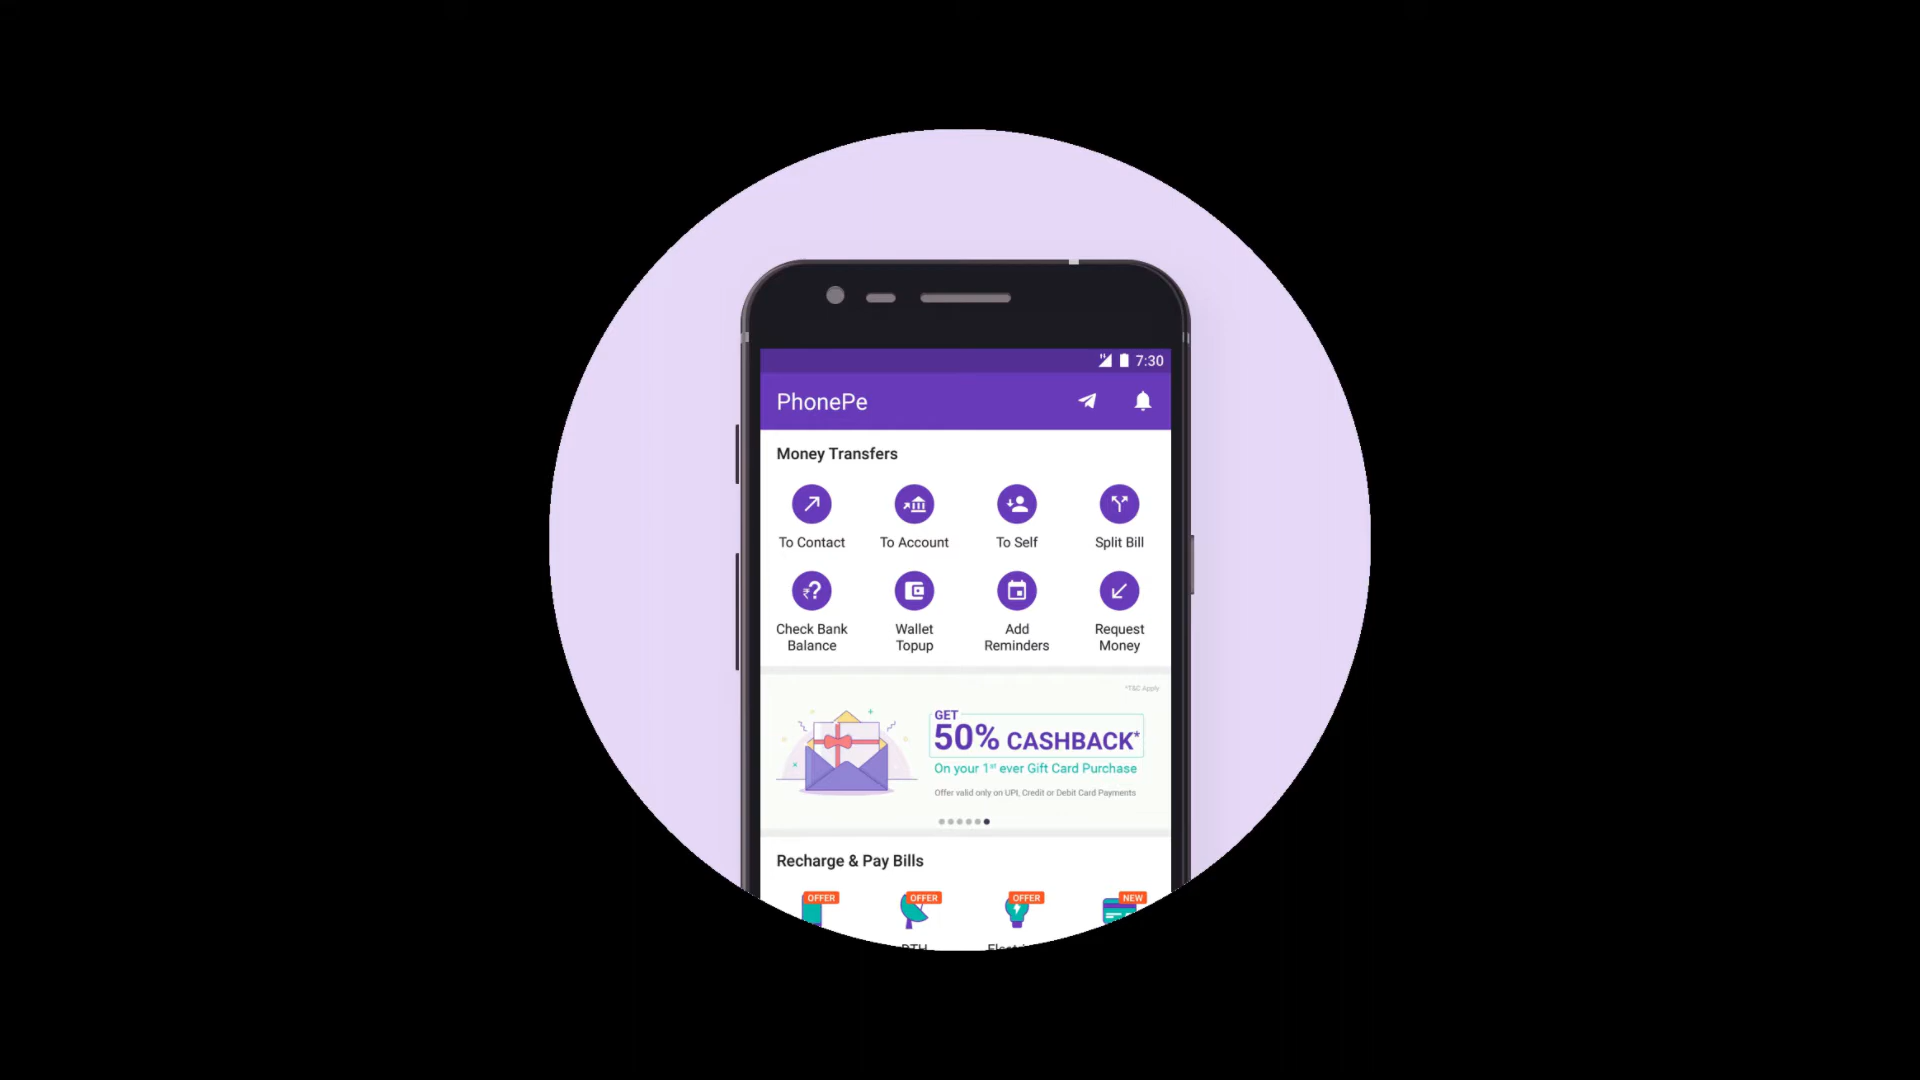 7:30
PhonePe
Money Transfers
To Contact To Account To Self Split Bill
Check Bank Wallet Add Request
Balance Topup Reminders Money
*T&C Apply
GET
50% CASHBACK*
On your 1st ever Gift Card Purchase
Offer valid only on UPI, Credit or Debit Card Payments
Recharge & Pay Bills
OFFER OFFER OFFER NEW
DTH